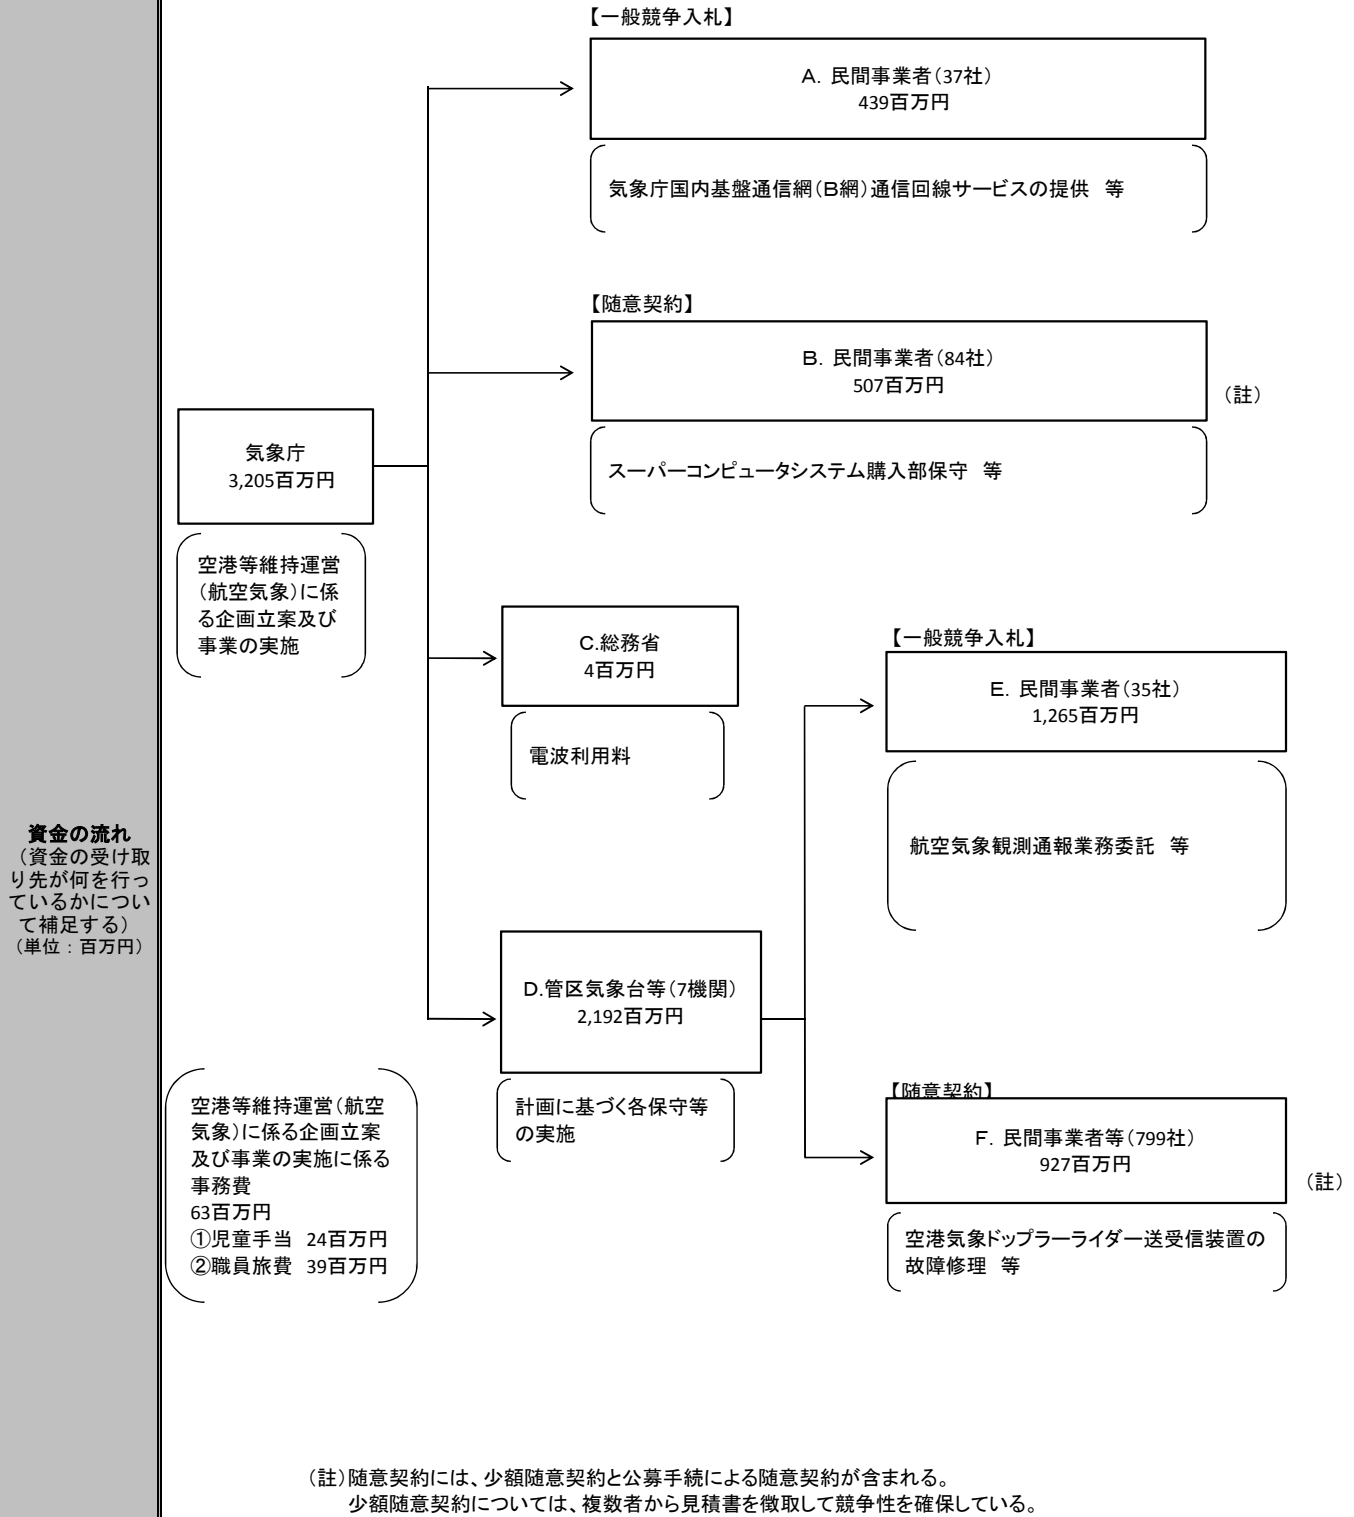 資金の流れ
（資金の受け取
り先が何を行っ
ているかについ
て補足する）
（単位：百万円）
気象庁
3,205百万円
空港等維持運営
（航空気象）に係
る企画立案及び
事業の実施
【一般競争入札】
A．民間事業者（37社）
439百万円
気象庁国内基盤通信網（B網）通信回線サービスの提供　等
【随意契約】
B．民間事業者（84社）
507百万円
（註）
スーパーコンピュータシステム購入部保守　等
C.総務省
4百万円
電波利用料
D.管区気象台等（7機関）
2,192百万円
計画に基づく各保守等
の実施
【一般競争入札】
E．民間事業者（35社）
1,265百万円
航空気象観測通報業務委託　等
【随意契約】
F．民間事業者等（799社）
927百万円
（註）
空港気象ドップラーライダー送受信装置の
故障修理　等
空港等維持運営（航空
気象）に係る企画立案
及び事業の実施に係る
事務費
63百万円
①児童手当　24百万円
②職員旅費　39百万円
（註）随意契約には、少額随意契約と公募手続による随意契約が含まれる。
少額随意契約については、複数者から見積書を徴取して競争性を確保している。